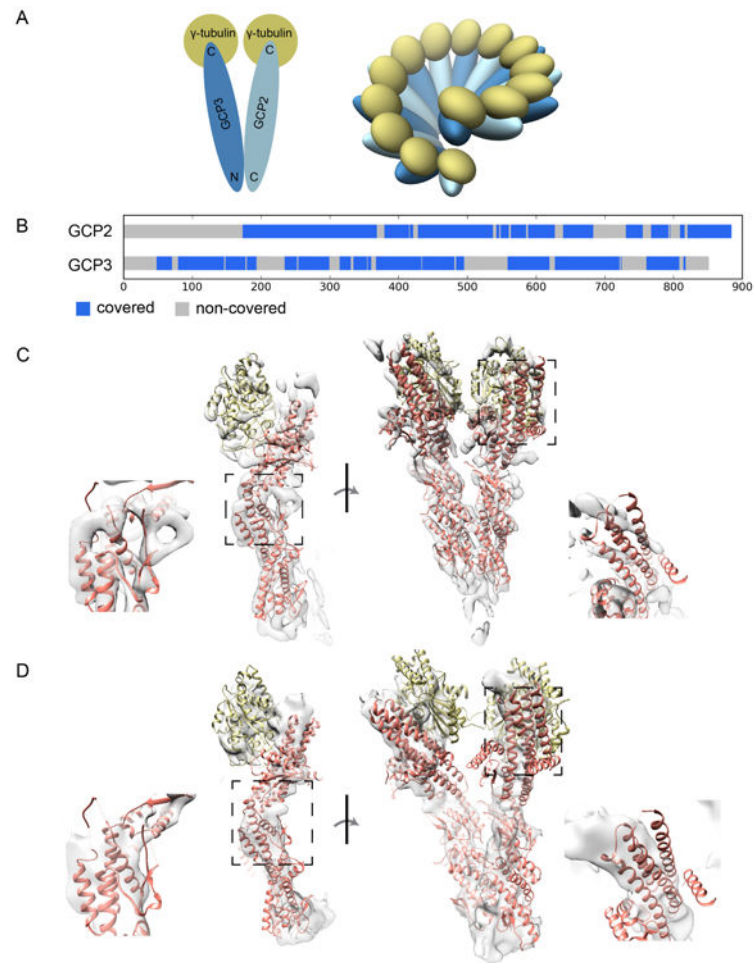 A
γ-tubulin γ-tubulin
C C
GCP3 GCP2
N C
B
GCP2
GCP3
0 100 200 300 400 500 600 700 800 900
covered non-covered
C
D